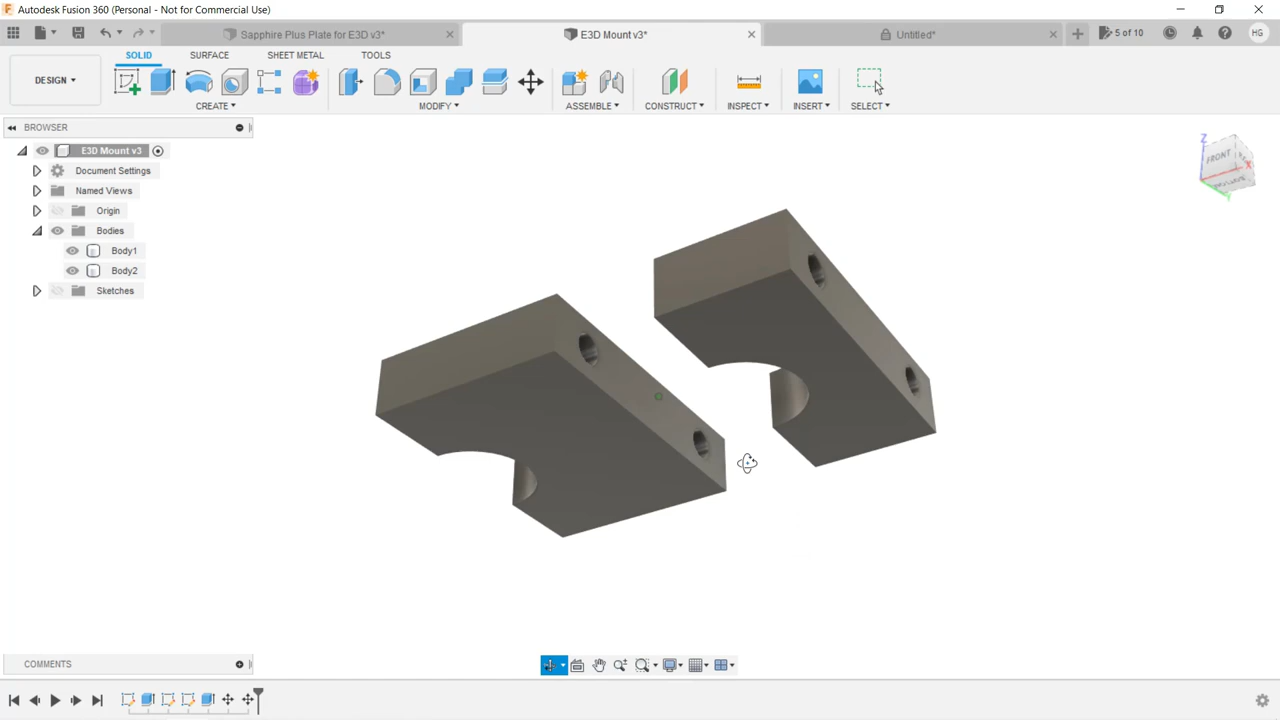 Autodesk Fusion 360 (Personal - Not for Commercial Use)
Sapphire Plus Plate for E3D v3*
E3D Mount v3*
Untitled*
5 of 10
HG
DESIGN
SOLID
SURFACE
SHEET METAL
TOOLS
CREATE
MODIFY
ASSEMBLE
CONSTRUCT
INSPECT
INSERT
SELECT
BROWSER
E3D Mount v3
Document Settings
Named Views
Origin
Bodies
Body1
Body2
Sketches
Z
FRONT
X
Y
COMMENTS